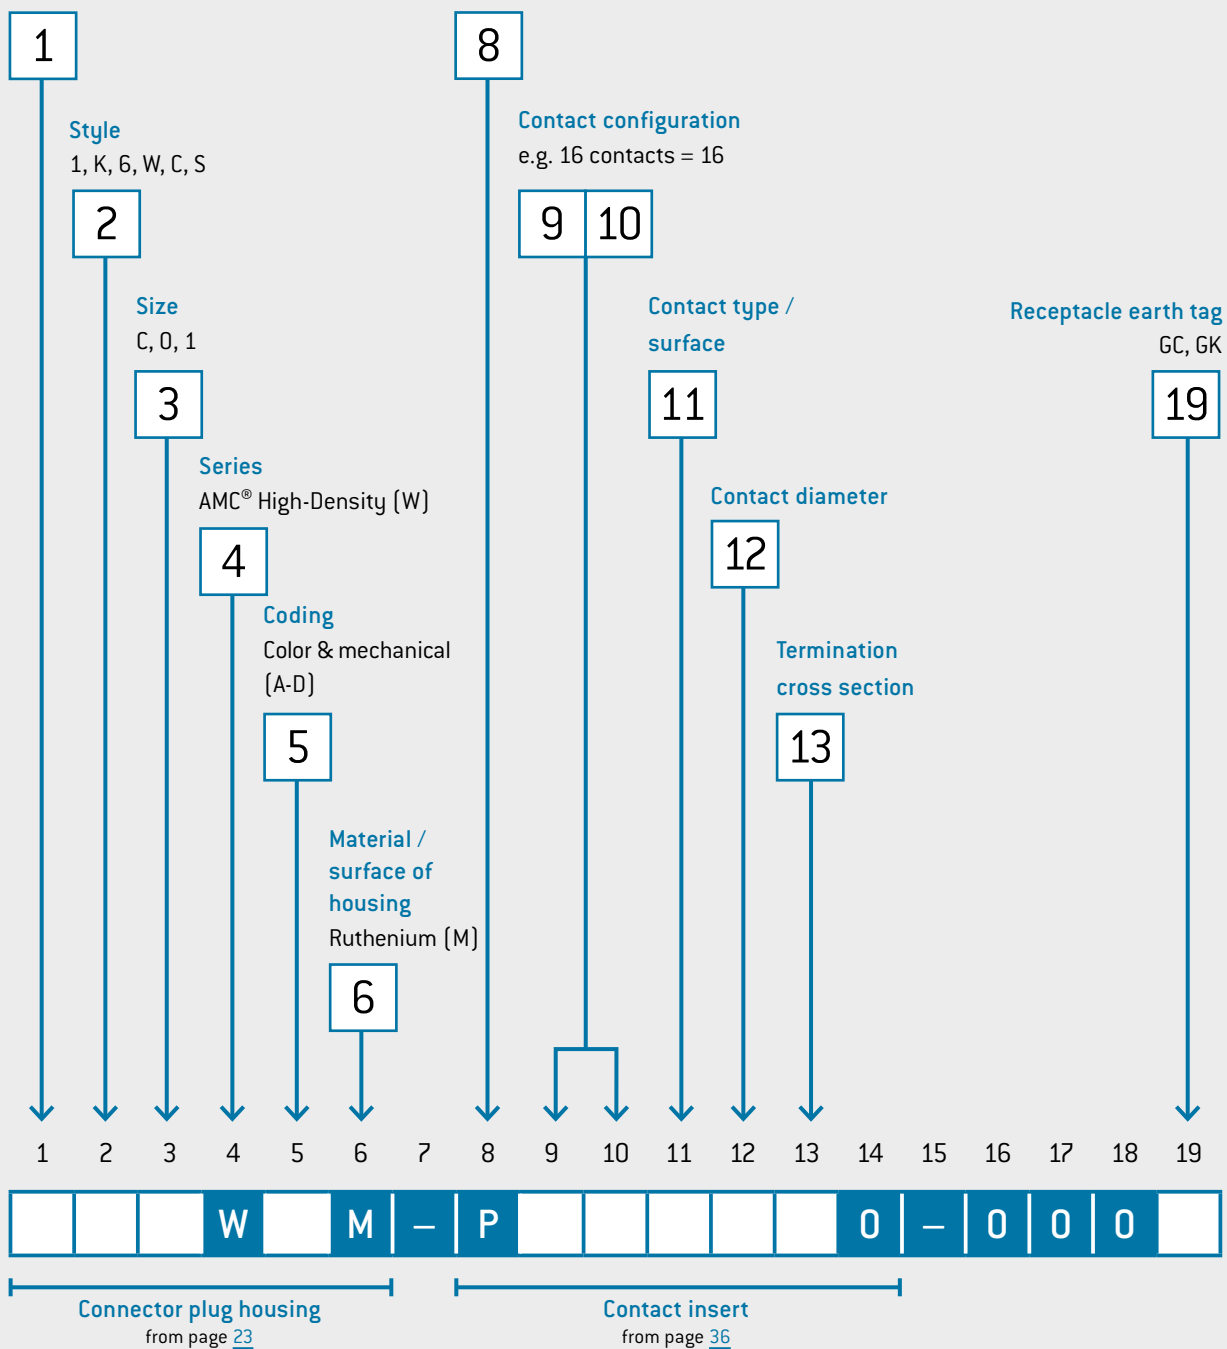 1
8
Style
1, K, 6, W, C, S
2
Contact configuration
e.g. 16 contacts = 16
9 10
Size
C, 0, 1
3
Contact type /
surface
11
Receptacle earth tag
GC, GK
19
Series
AMC® High-Density (W)
4
Contact diameter
12
Coding
Color & mechanical
(A-D)
5
Termination
cross section
13
Material /
surface of
housing
Ruthenium (M)
6
1 2 3 4 5 6 7 8 9 10 11 12 13 14 15 16 17 18 19
W M – P 0 – 0 0 0
Connector plug housing
from page 23
Contact insert
from page 36